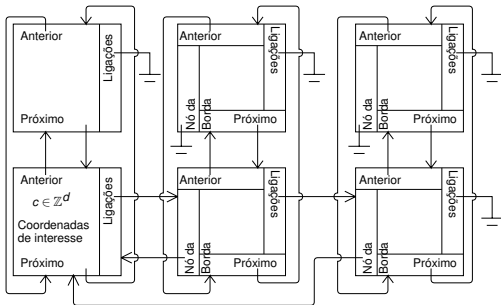 Anterior
Ligações
Próximo
Anterior
Ligações
Nó da
Borda
Próximo
Anterior
Ligações
Nó da
Borda
Próximo
Anterior
c ∈ ℤᵈ
Coordenadas
de interesse
Ligações
Próximo
Anterior
Ligações
Nó da
Borda
Próximo
Anterior
Ligações
Nó da
Borda
Próximo